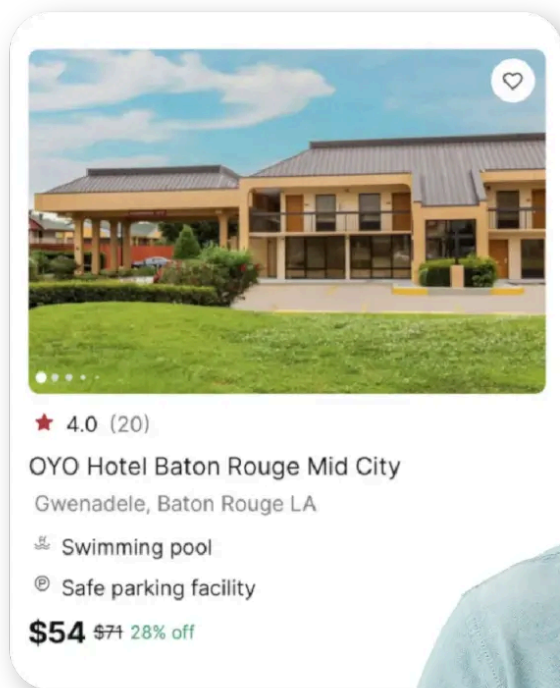 4.0 (20)
OYO Hotel Baton Rouge Mid City
Gwenadele, Baton Rouge LA
Swimming pool
P Safe parking facility
$54 $71 28% off